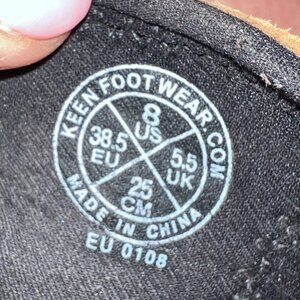 KEEN FOOTWEAR.COM
8
US
38.5
EU
5.5
UK
25
CM
MADE IN CHINA
EU 0108